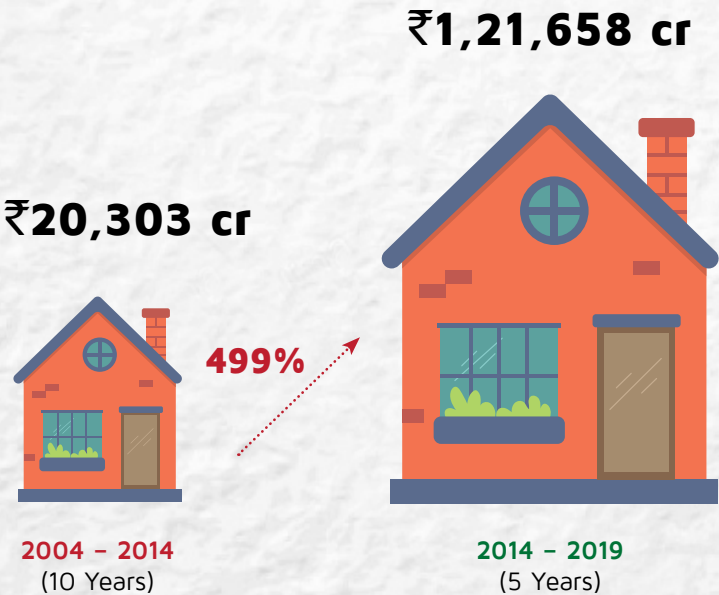 ₹1,21,658 cr
₹20,303 cr
499%
2004 – 2014
(10 Years)
2014 – 2019
(5 Years)